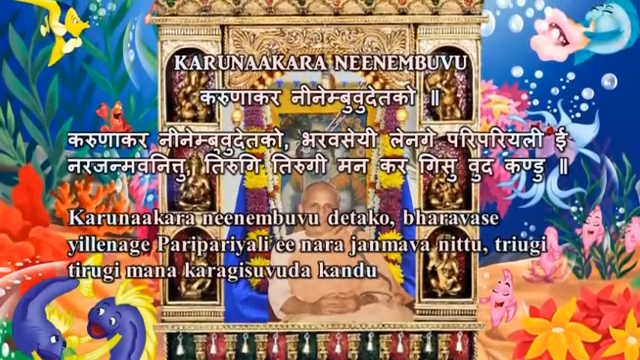 KARUNAAKARA NEENEMBUVU
करुणाकर नीनेम्बुवुदेतको ॥
करुणाकर नीनेम्बुवुदेतको, भरवसेयी लेनगे परिपरियली ई
नरजन्मवनित्तु, तिरुगि तिरुगी मन कर गिसु वुद कण्डु ॥
Karunaakara neenembuvu detako, bharavase
yillenage Paripariyali ee nara janmava nittu, triugi
tirugi mana karagisuvuda kandu